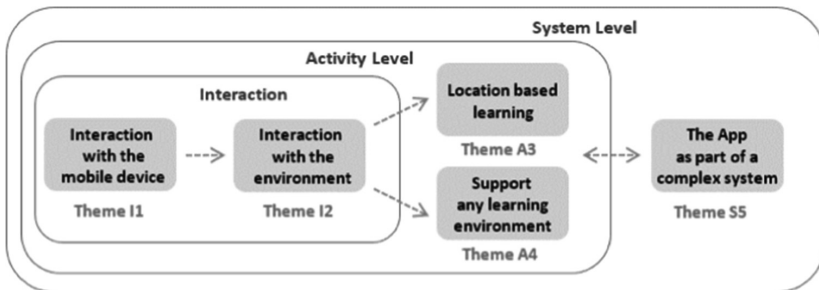 System Level
Activity Level
Interaction
Interaction
with the
mobile device
Theme I1
Interaction
with the
environment
Theme I2
Location based
learning
Theme A3
Support
any learning
environment
Theme A4
The App
as part of a
complex system
Theme S5